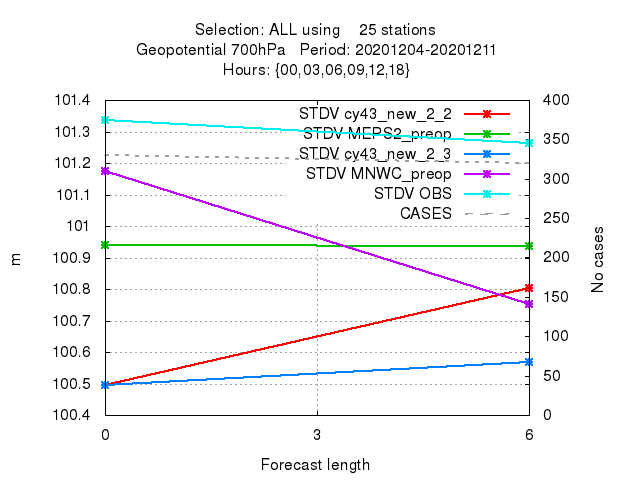 Selection: ALL using    25 stations
Geopotential 700hPa   Period: 20201204-20201211
Hours: {00,03,06,09,12,18}
101.4
101.3
101.2
101.1
101
100.9
100.8
100.7
100.6
100.5
100.4
m
STDV cy43_new_2_2
STDV MEPS2_preop
STDV cy43_new_2_3
STDV MNWC_preop
STDV OBS
CASES
400
350
300
250
200
150
100
50
0
No cases
0 3 6
Forecast length